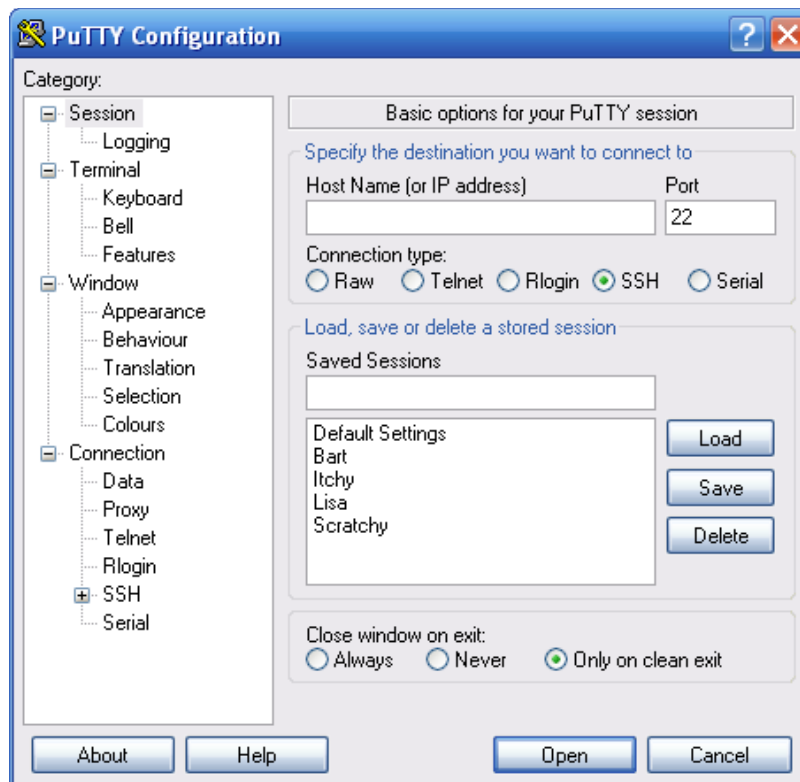 PuTTY Configuration
Category:
Session
Logging
Terminal
Keyboard
Bell
Features
Window
Appearance
Behaviour
Translation
Selection
Colours
Connection
Data
Proxy
Telnet
Rlogin
SSH
Serial
Basic options for your PuTTY session
Specify the destination you want to connect to
Host Name (or IP address) Port
22
Connection type:
Raw Telnet Rlogin SSH Serial
Load, save or delete a stored session
Saved Sessions
Default Settings
Bart
Itchy
Lisa
Scratchy
Load
Save
Delete
Close window on exit:
Always Never Only on clean exit
About Help Open Cancel